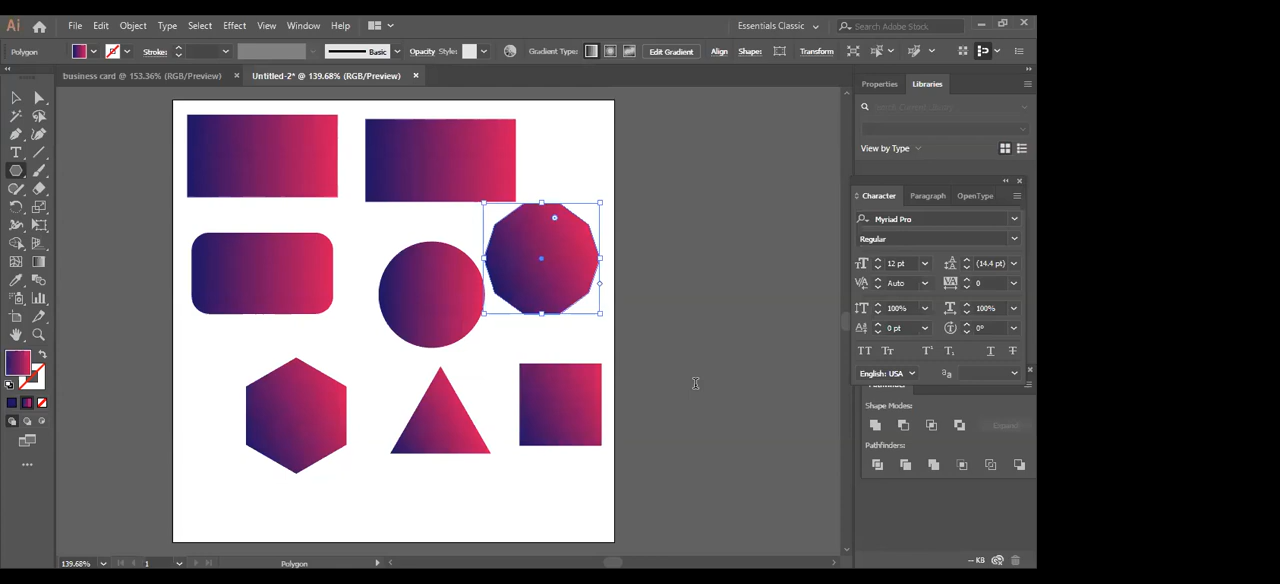 Ai File Edit Object Type Select Effect View Window Help Essentials Classic Search Adobe Stock
Polygon Stroke: Basic Opacity Style: Gradient Type: Edit Gradient Align Shape: Transform
business card @ 153.36% (RGB/Preview) × Untitled-2* @ 139.68% (RGB/Preview) ×
Properties Libraries
View by Type
Character Paragraph OpenType
Myriad Pro
Regular
12 pt (14.4 pt)
Auto 0
100% 100%
0 pt 0°
TT Tr T¹ T₁ T T
English: USA aa
Shape Modes:
Expand
Pathfinders:
139.68% 1 Polygon -- KB